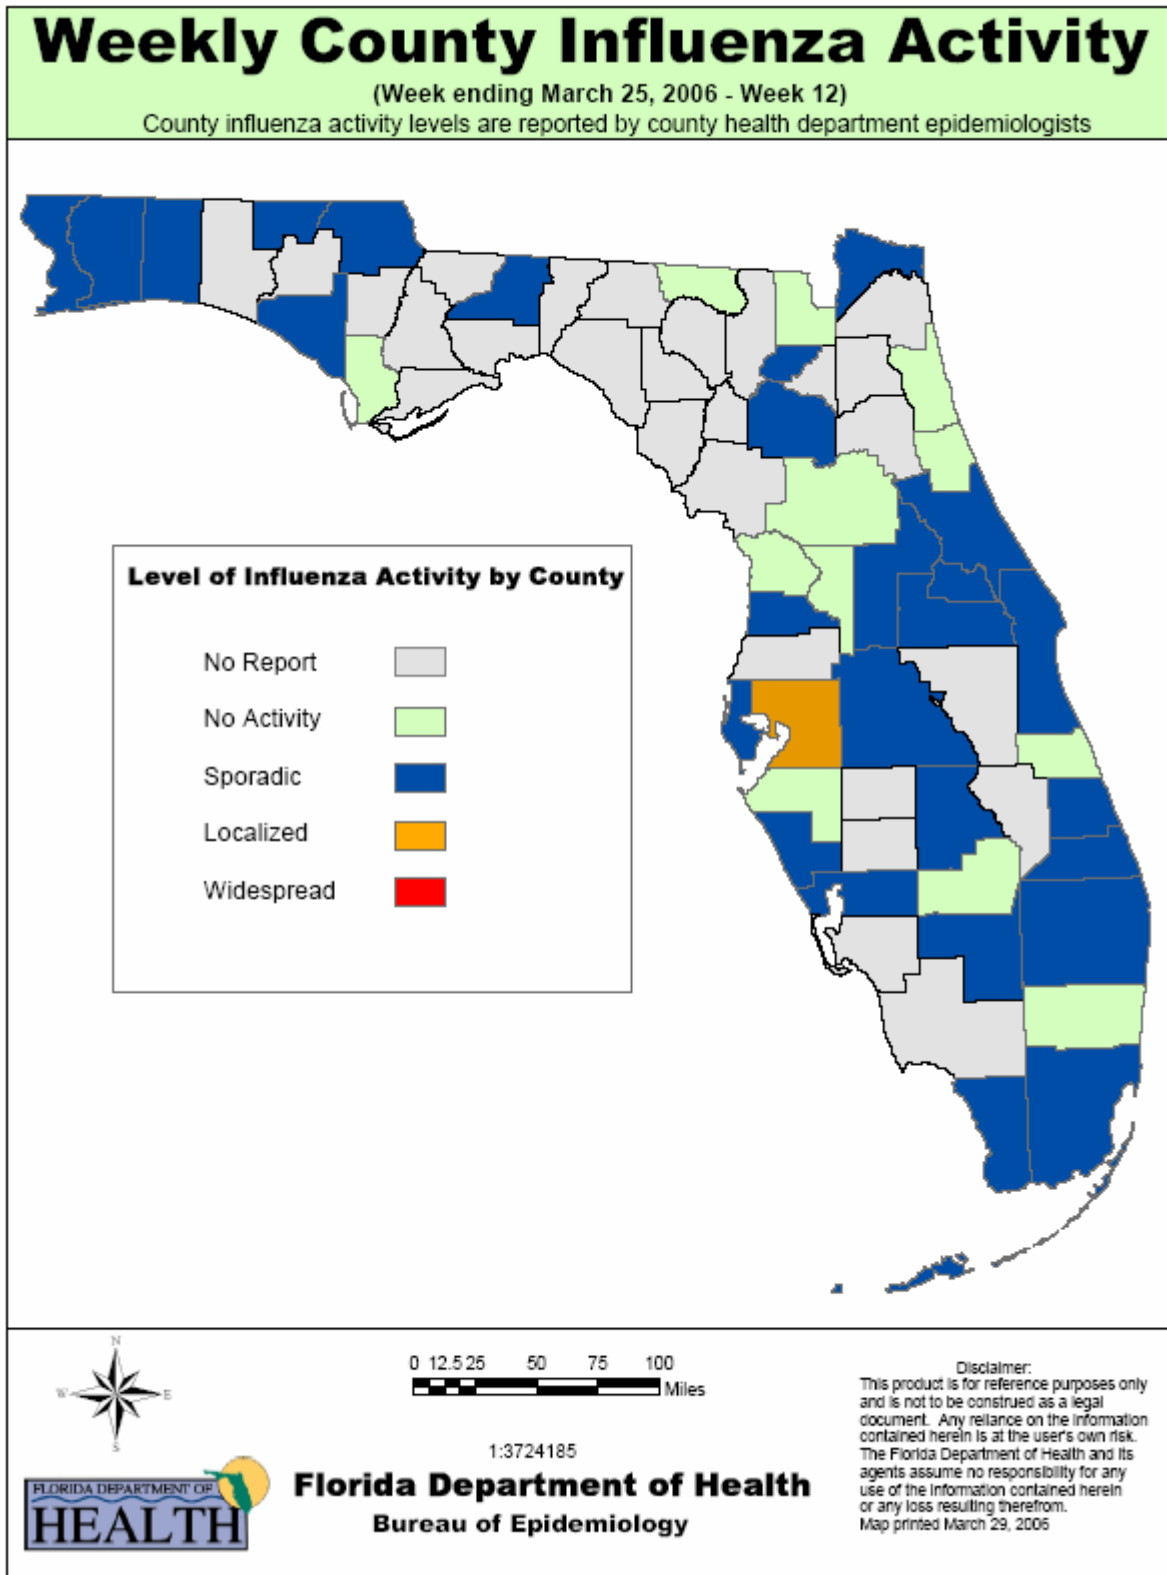 Weekly County Influenza Activity
(Week ending March 25, 2006 - Week 12)
County influenza activity levels are reported by county health department epidemiologists
Level of Influenza Activity by County
No Report
No Activity
Sporadic
Localized
Widespread
N
W
E
S
0 12.5 25 50 75 100
Miles
1:3724185
Florida Department of Health
Bureau of Epidemiology
FLORIDA DEPARTMENT OF
HEALTH
Disclaimer:
This product is for reference purposes only
and is not to be construed as a legal
document. Any reliance on the information
contained herein is at the user's own risk.
The Florida Department of Health and its
agents assume no responsibility for any
use of the information contained herein
or any loss resulting therefrom.
Map printed March 29, 2006